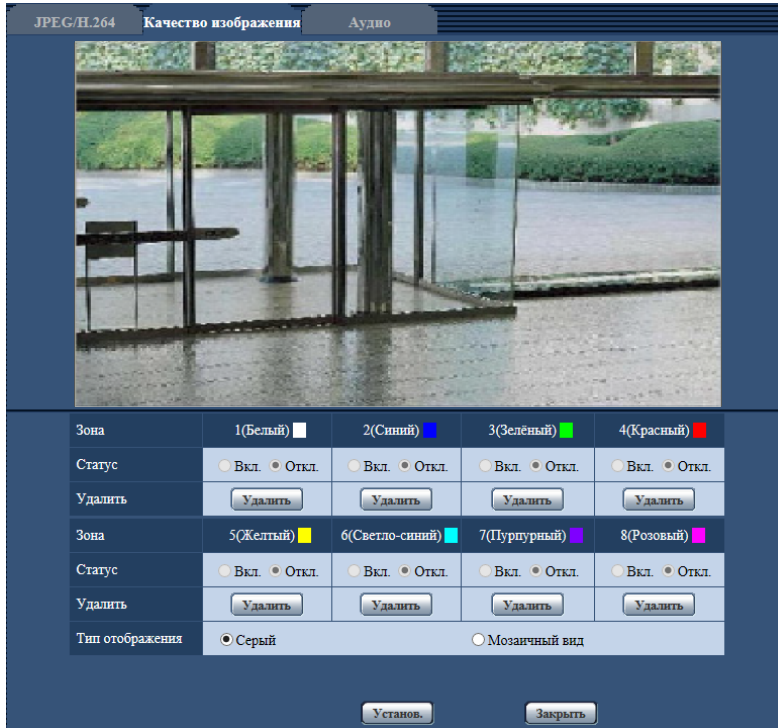 JPEG/H.264 Качество изображения Аудио
Зона 1(Белый) 2(Синий) 3(Зелёный) 4(Красный)
Статус Вкл. Откл. Вкл. Откл. Вкл. Откл. Вкл. Откл.
Удалить Удалить Удалить Удалить Удалить
Зона 5(Желтый) 6(Светло-синий) 7(Пурпурный) 8(Розовый)
Статус Вкл. Откл. Вкл. Откл. Вкл. Откл. Вкл. Откл.
Удалить Удалить Удалить Удалить Удалить
Тип отображения Серый Мозаичный вид
Установ. Закрыть